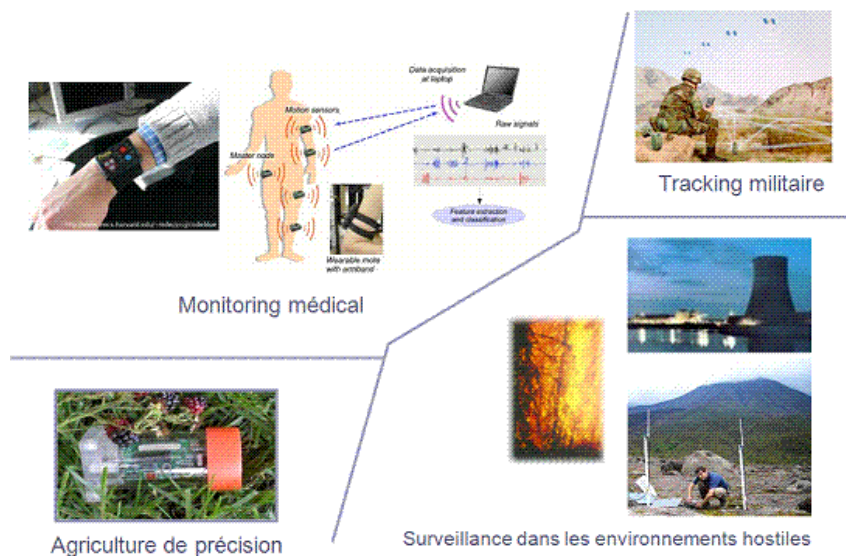 Data acquisition
at laptop
Motion sensors
Raw signals
Master node
Feature extraction
and classification
Wearable mote
with armband
Monitoring médical
Tracking militaire
Agriculture de précision
Surveillance dans les environnements hostiles